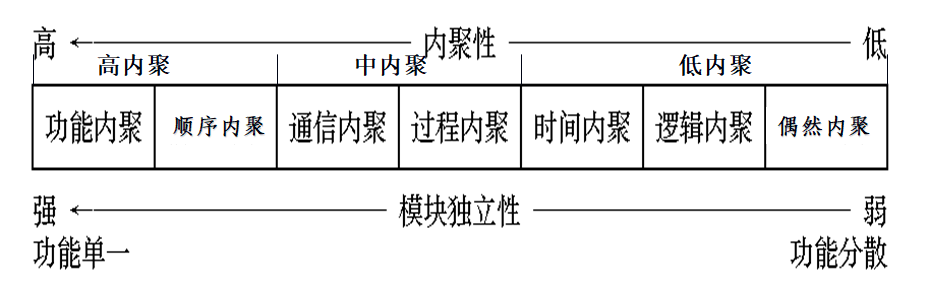 高 内聚性 低
高内聚 中内聚 低内聚
功能内聚 顺序内聚 通信内聚 过程内聚 时间内聚 逻辑内聚 偶然内聚
强 模块独立性 弱
功能单一 功能分散